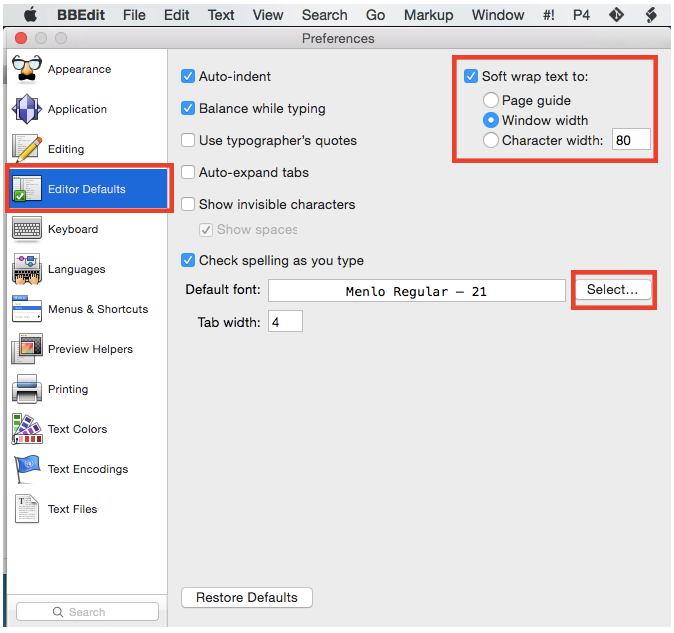 BBEdit File Edit Text View Search Go Markup Window #! P4
Preferences
Appearance
Application
Editing
Editor Defaults
Keyboard
Languages
Menus & Shortcuts
Preview Helpers
Printing
Text Colors
Text Encodings
Text Files
Search
Auto-indent
Balance while typing
Use typographer's quotes
Auto-expand tabs
Show invisible characters
Show spaces
Check spelling as you type
Default font: Menlo Regular – 21 Select...
Tab width: 4
Soft wrap text to:
Page guide
Window width
Character width: 80
Restore Defaults